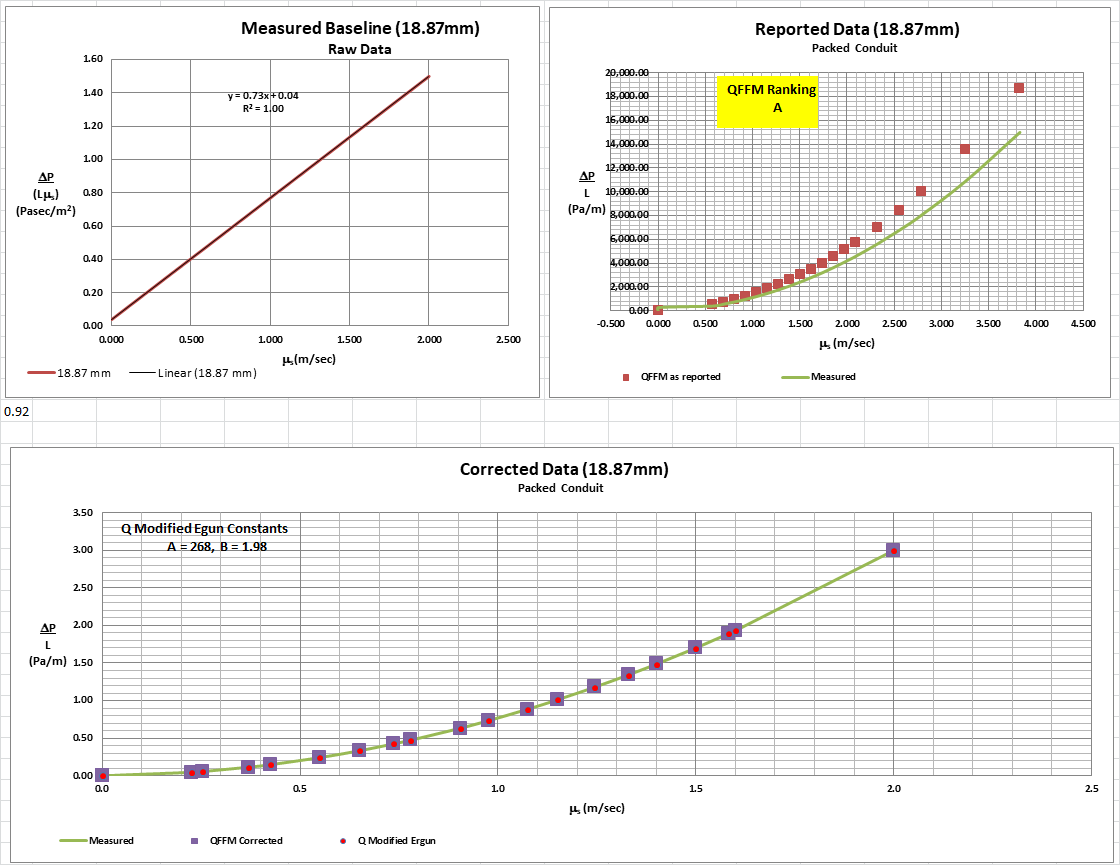 Measured Baseline (18.87mm)
Raw Data
1.60
1.40
1.20
1.00
0.80
0.60
0.40
0.20
0.00
y = 0.73x + 0.04
R² = 1.00
ΔP
(Lμs)
(Pasec/m²)
0.000 0.500 1.000 1.500 2.000 2.500
μs(m/sec)
18.87 mm Linear (18.87 mm)
Reported Data (18.87mm)
Packed Conduit
QFFM Ranking
A
20,000.00
18,000.00
16,000.00
14,000.00
12,000.00
10,000.00
8,000.00
6,000.00
4,000.00
2,000.00
0.00
ΔP
L
(Pa/m)
-0.500 0.000 0.500 1.000 1.500 2.000 2.500 3.000 3.500 4.000 4.500
μs (m/sec)
QFFM as reported Measured
0.92
Corrected Data (18.87mm)
Packed Conduit
Q Modified Egun Constants
A = 268, B = 1.98
3.50
3.00
2.50
2.00
1.50
1.00
0.50
0.00
ΔP
L
(Pa/m)
0.0 0.5 1.0 1.5 2.0 2.5
μs (m/sec)
Measured QFFM Corrected Q Modified Ergun